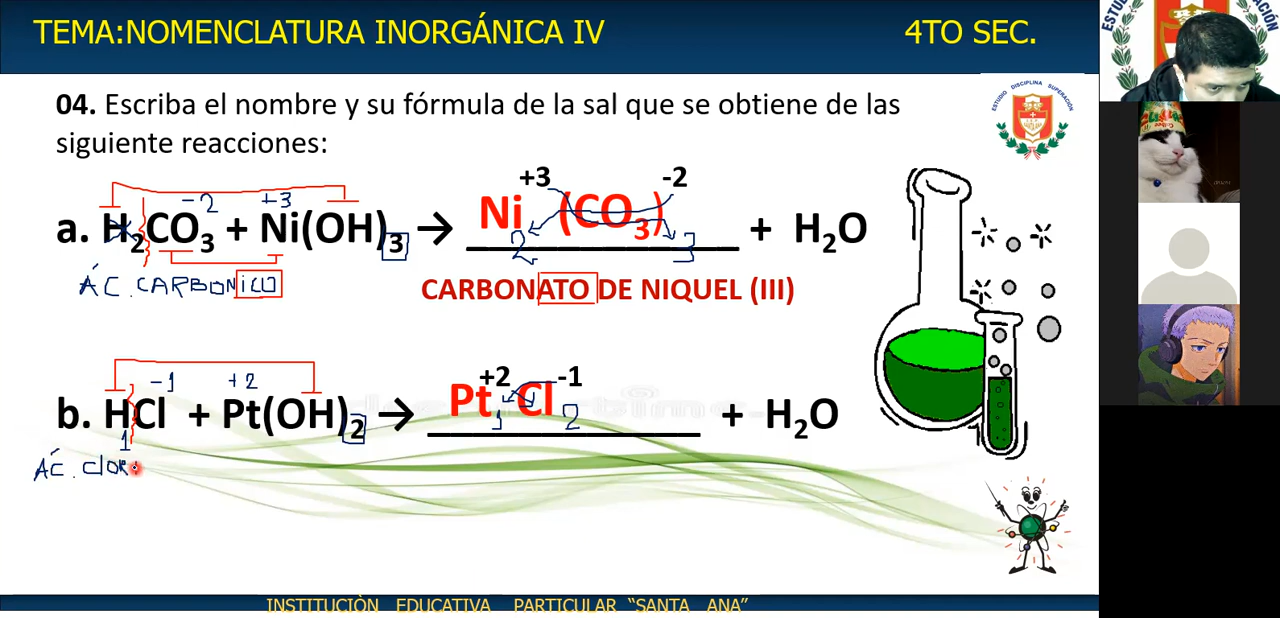 TEMA:NOMENCLATURA INORGÁNICA IV 4TO SEC.
04. Escriba el nombre y su fórmula de la sal que se obtiene de las
siguiente reacciones:
ESTUDIO DISCIPLINA SUPERACIÓN
-2 +3 +3 -2
a. H₂CO₃ + Ni(OH)₃ → Ni₂(CO₃)₃ + H₂O
ÁC. CARBONICO
CARBONATO DE NIQUEL (III)
-1 +2 +2 -1
b. HCl + Pt(OH)₂ → Pt₁Cl₂ + H₂O
1
ÁC. Clor
INSTITUCIÒN EDUCATIVA PARTICULAR “SANTA ANA”